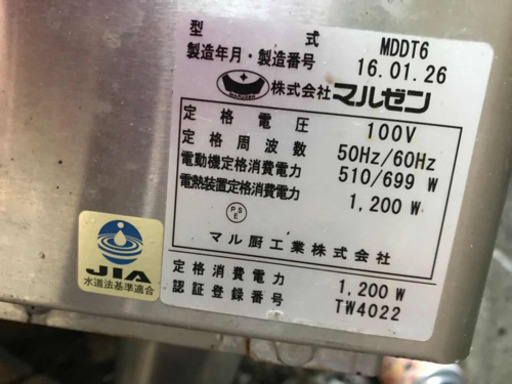 型式 MDDT6
製造年月・製造番号 16.01.26
MARUZEN 株式会社マルゼン
定格電圧 100V
定格周波数 50Hz/60Hz
電動機定格消費電力 510/699 W
電熱装置定格消費電力 1,200 W
PSE
マル厨工業株式会社
JIA
水道法基準適合
定格消費電力 1,200 W
認証登録番号 TW4022